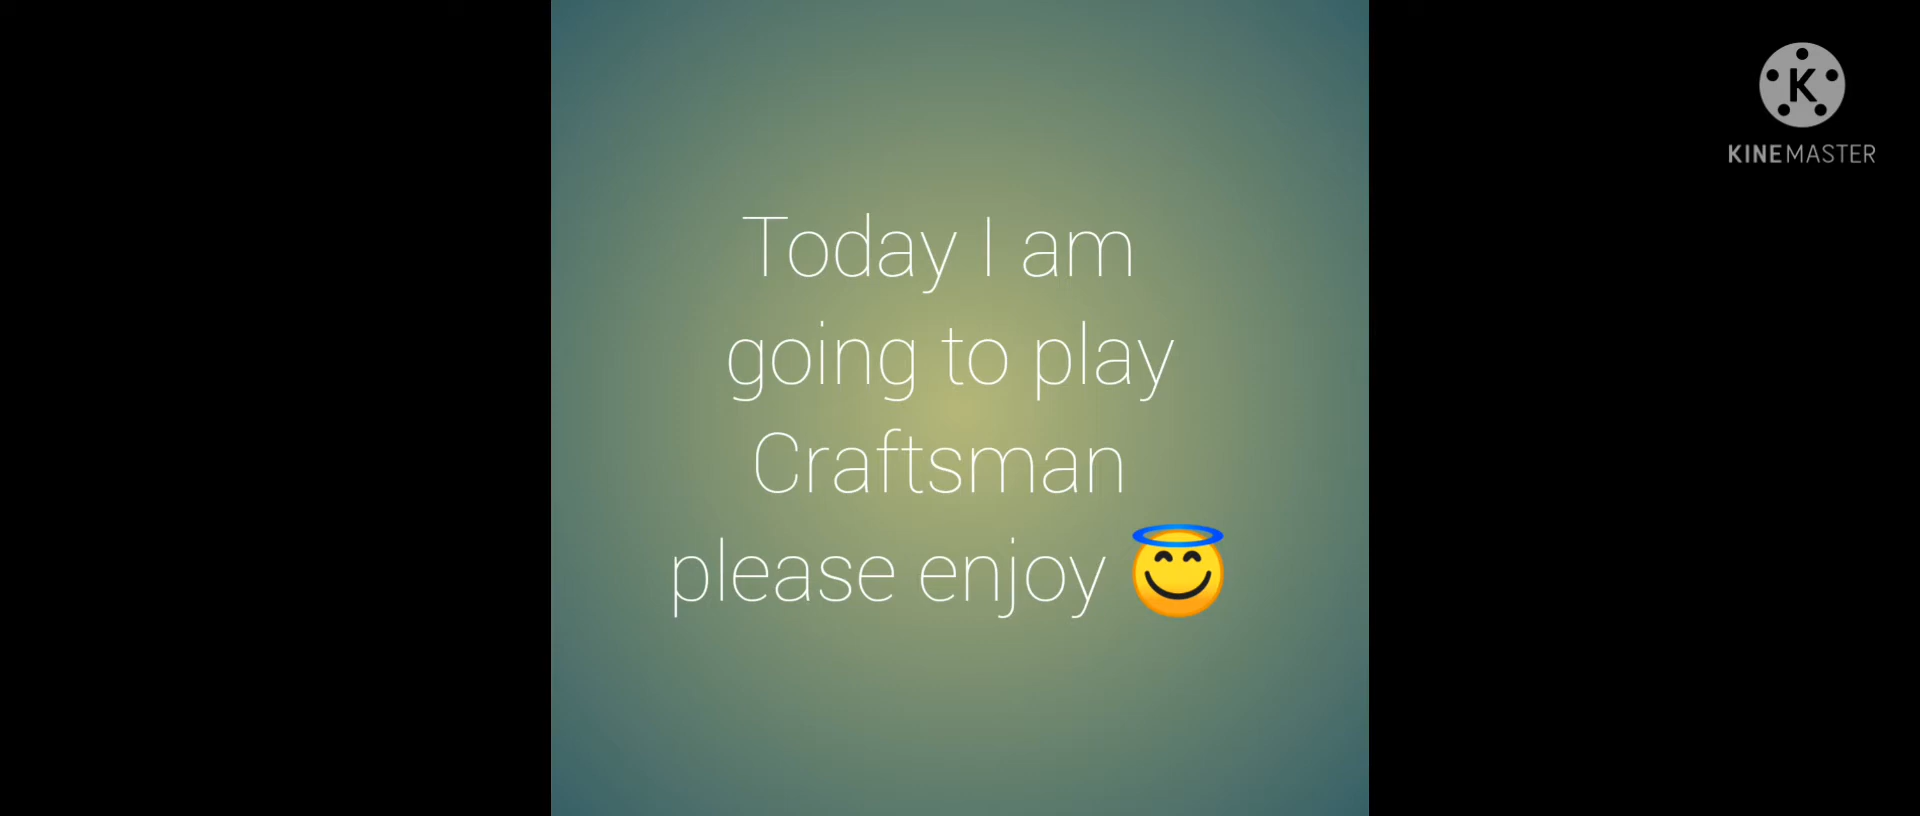 Today I am
going to play
Craftsman
please enjoy 😇
K
KINEMASTER